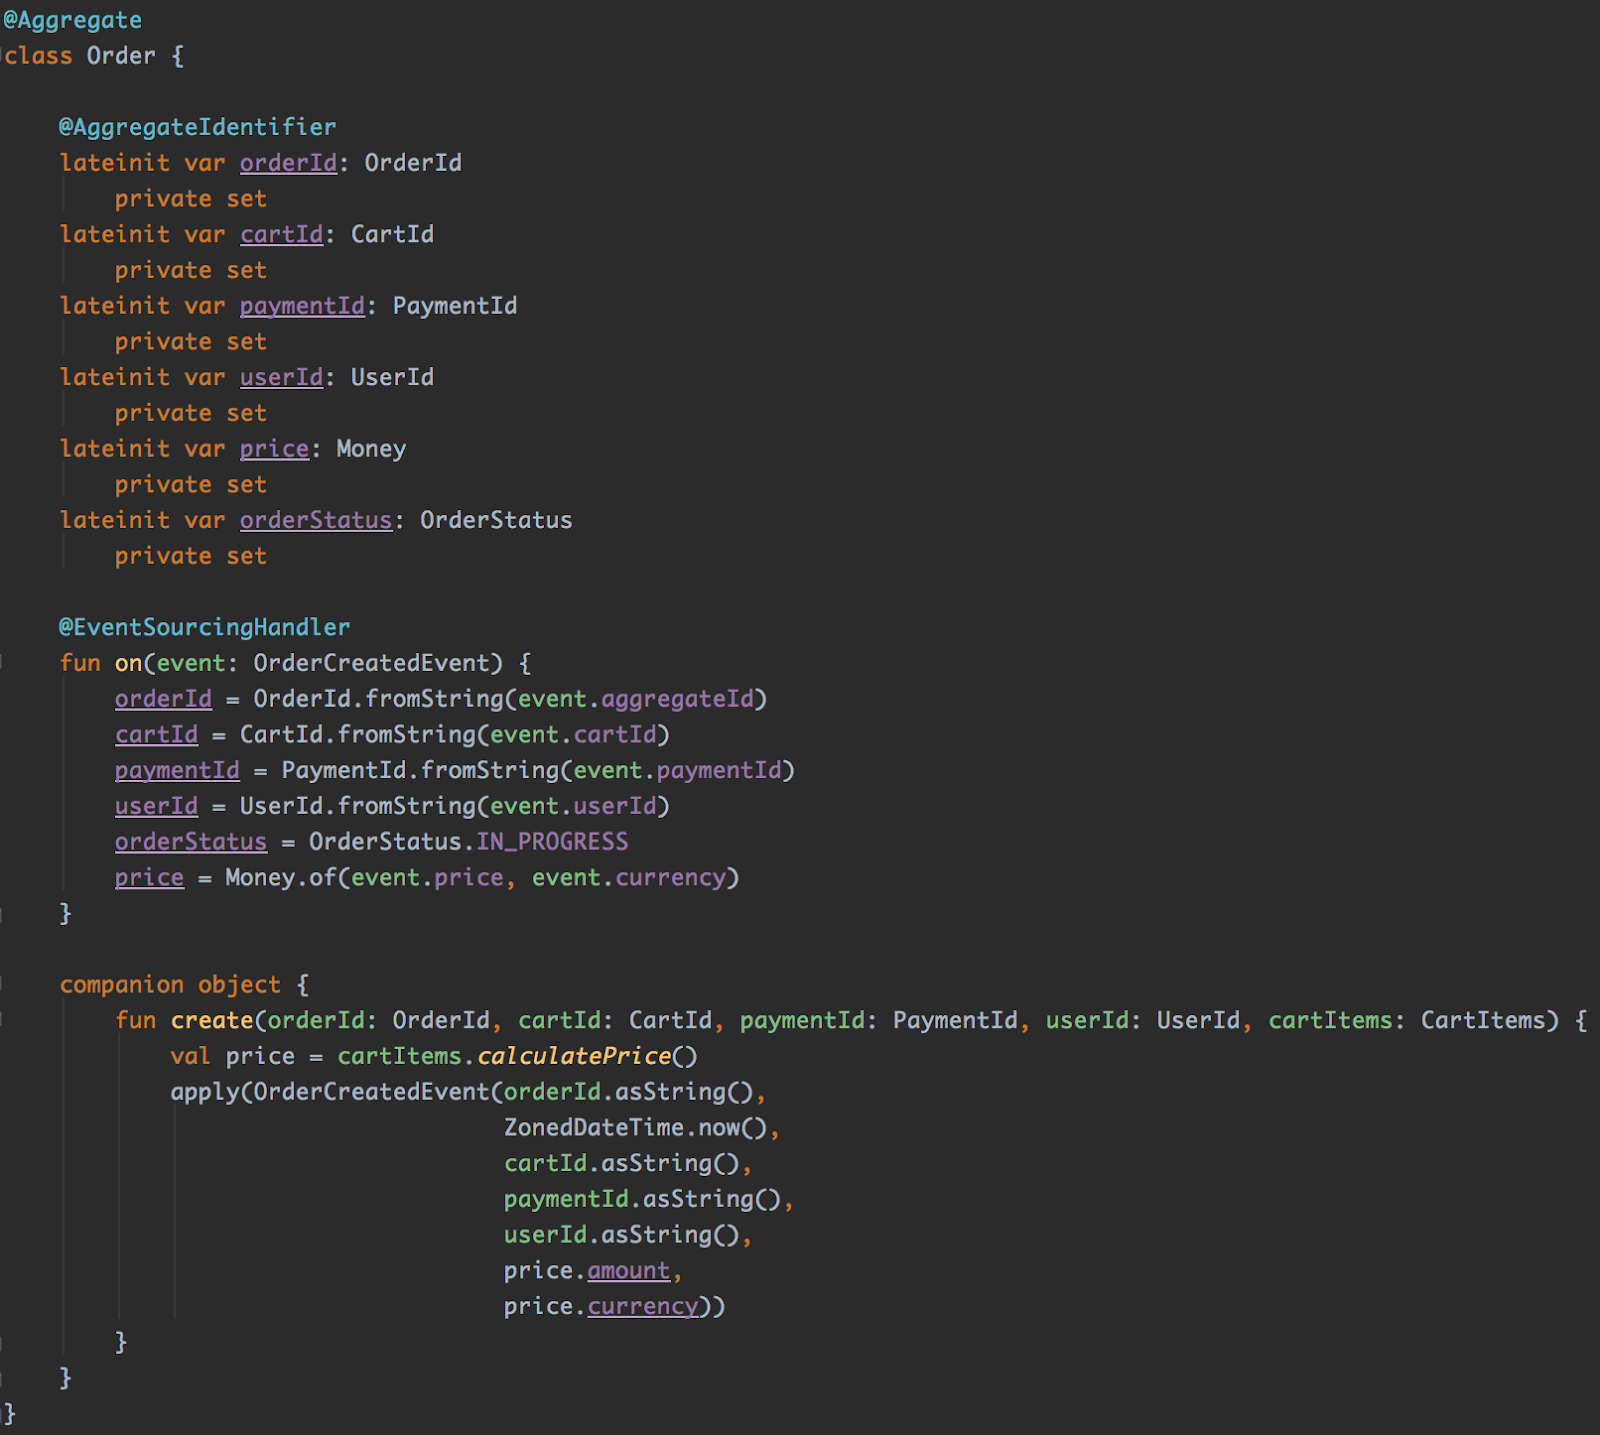 @Aggregate
class Order {
@AggregateIdentifier
lateinit var orderId: OrderId
private set
lateinit var cartId: CartId
private set
lateinit var paymentId: PaymentId
private set
lateinit var userId: UserId
private set
lateinit var price: Money
private set
lateinit var orderStatus: OrderStatus
private set
@EventSourcingHandler
fun on(event: OrderCreatedEvent) {
orderId = OrderId.fromString(event.aggregateId)
cartId = CartId.fromString(event.cartId)
paymentId = PaymentId.fromString(event.paymentId)
userId = UserId.fromString(event.userId)
orderStatus = OrderStatus.IN_PROGRESS
price = Money.of(event.price, event.currency)
}
companion object {
fun create(orderId: OrderId, cartId: CartId, paymentId: PaymentId, userId: UserId, cartItems: CartItems) {
val price = cartItems.calculatePrice()
apply(OrderCreatedEvent(orderId.asString(),
ZonedDateTime.now(),
cartId.asString(),
paymentId.asString(),
userId.asString(),
price.amount,
price.currency))
}
}
}